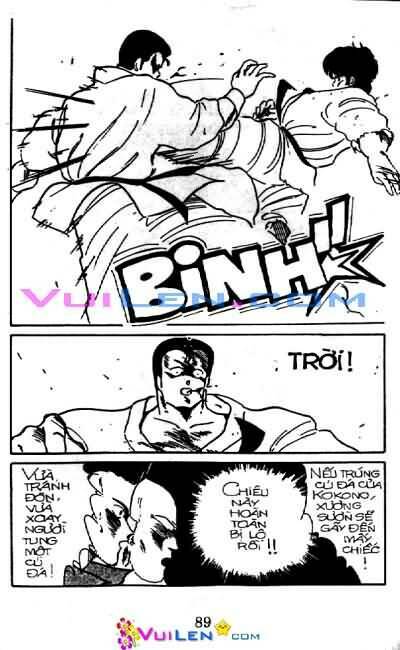 BINH!!
VUILEN.COM
TRỜI!
VỪA
TRÁNH
ĐÒN,
VỪA
XOAY
NGƯỜI
TUNG
MỘT
CÚ
ĐÁ!
CHIÊU
NÀY
HOÀN
TOÀN
BỊ LỘ
RỒI!!
NẾU TRÚNG
CÚ ĐÁ CỦA
KOKONO,
XƯƠNG
SƯỜN SẼ
GẪY ĐẾN
MẤY
CHIẾC!
89
VUILEN.COM